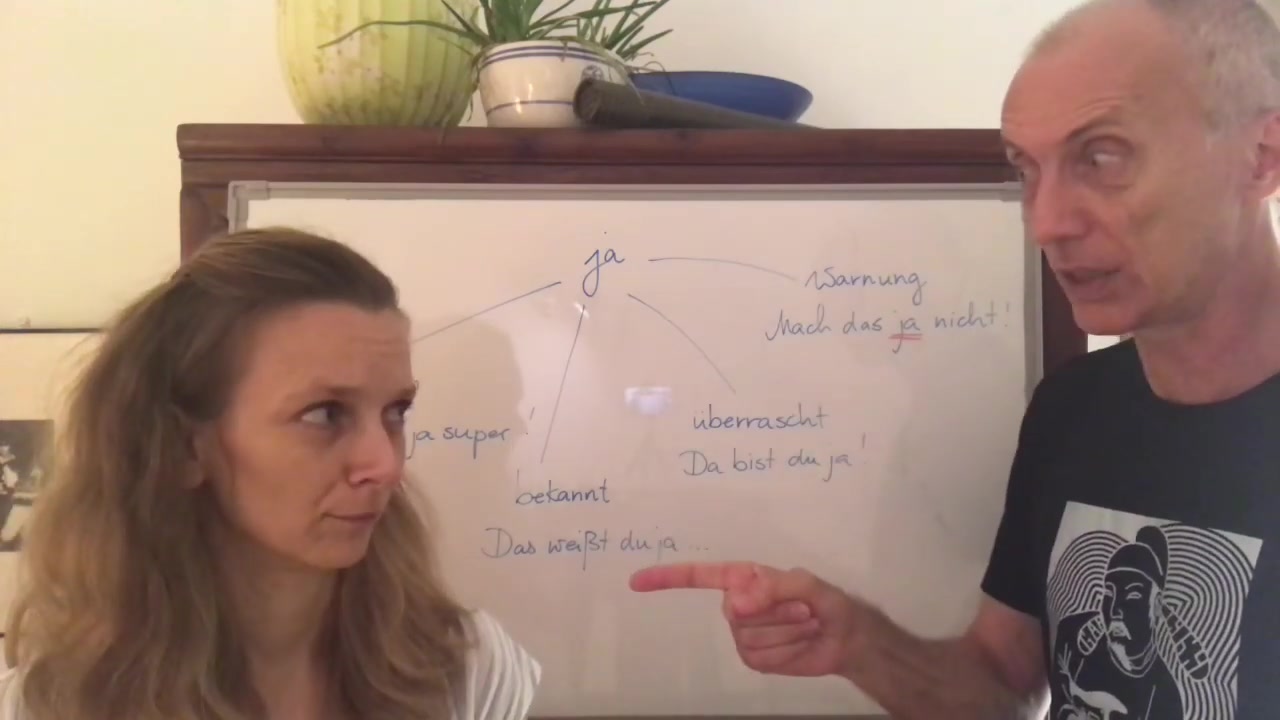 ja
Warnung
Mach das ja nicht!
ja super!
überrascht
Da bist du ja!
bekannt
Das weißt du ja...